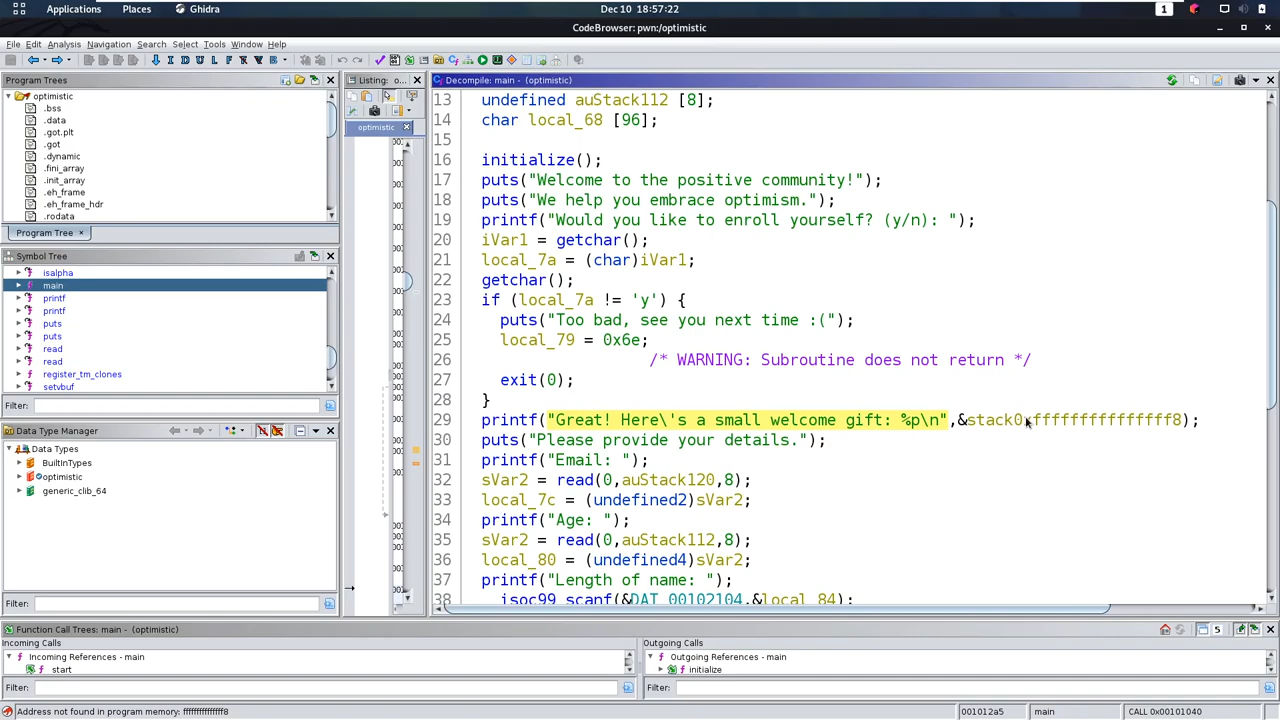 Applications Places Ghidra Dec 10 18:57:22 1
CodeBrowser: pwn:/optimistic
File Edit Analysis Navigation Search Select Tools Window Help
I D U L F R V B
Program Trees
optimistic
.bss
.data
.got.plt
.got
.dynamic
.fini_array
.init_array
.eh_frame
.eh_frame_hdr
.rodata
Program Tree ×
Symbol Tree
isalpha
main
printf
printf
puts
puts
read
read
register_tm_clones
setvbuf
Filter:
Data Type Manager
Data Types
BuiltInTypes
optimistic
generic_clib_64
Filter:
Listing: o...
optimistic
Decompile: main - (optimistic)
13 undefined auStack112 [8];
14 char local_68 [96];
15
16 initialize();
17 puts("Welcome to the positive community!");
18 puts("We help you embrace optimism.");
19 printf("Would you like to enroll yourself? (y/n): ");
20 iVar1 = getchar();
21 local_7a = (char)iVar1;
22 getchar();
23 if (local_7a != 'y') {
24 puts("Too bad, see you next time :(");
25 local_79 = 0x6e;
26 /* WARNING: Subroutine does not return */
27 exit(0);
28 }
29 printf("Great! Here\'s a small welcome gift: %p\n",&stack0xfffffffffffffff8);
30 puts("Please provide your details.");
31 printf("Email: ");
32 sVar2 = read(0,auStack120,8);
33 local_7c = (undefined2)sVar2;
34 printf("Age: ");
35 sVar2 = read(0,auStack112,8);
36 local_80 = (undefined4)sVar2;
37 printf("Length of name: ");
38 isoc99_scanf(&DAT_00102104,&local_84);
Function Call Trees: main - (optimistic)
5
Incoming Calls
Incoming References - main
start
Filter:
Outgoing Calls
Outgoing References - main
initialize
Filter:
Address not found in program memory: fffffffffffffff8
001012a5 main CALL 0x00101040